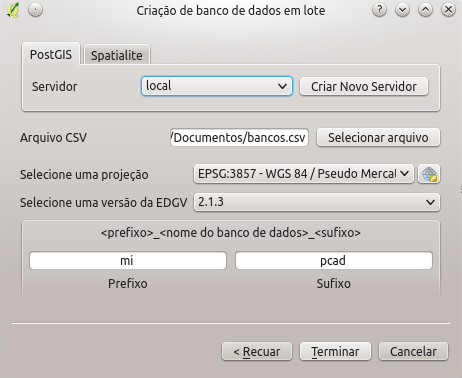 Criação de banco de dados em lote
PostGIS Spatialite
Servidor local Criar Novo Servidor
Arquivo CSV /Documentos/bancos.csv Selecionar arquivo
Selecione uma projeção EPSG:3857 - WGS 84 / Pseudo Mercat
Selecione uma versão da EDGV 2.1.3
<prefixo>_<nome do banco de dados>_<sufixo>
mi pcad
Prefixo Sufixo
< Recuar Terminar Cancelar